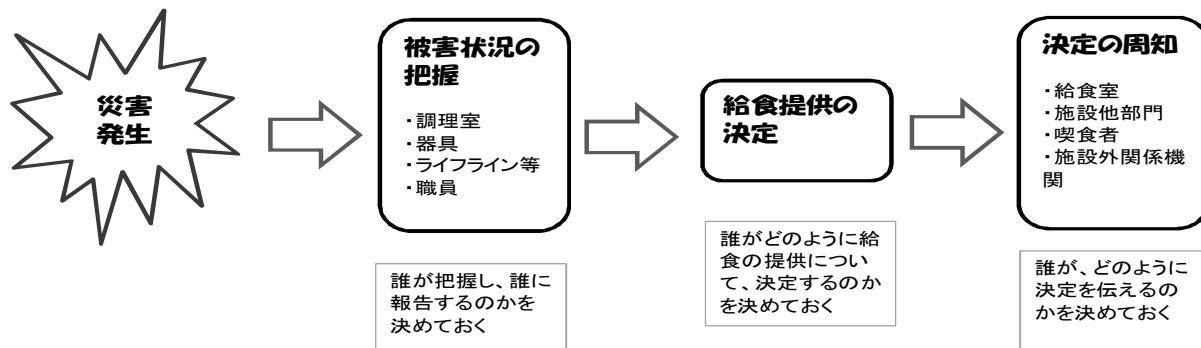 災害
発生
被害状況の
把握
・調理室
・器具
・ライフライン等
・職員
誰が把握し、誰に
報告するのかを
決めておく
給食提供の
決定
誰がどのように給
食の提供につい
て、決定するのか
を決めておく
決定の周知
・給食室
・施設他部門
・喫食者
・施設外関係機
関
誰が、どのように
決定を伝えるの
かを決めておく